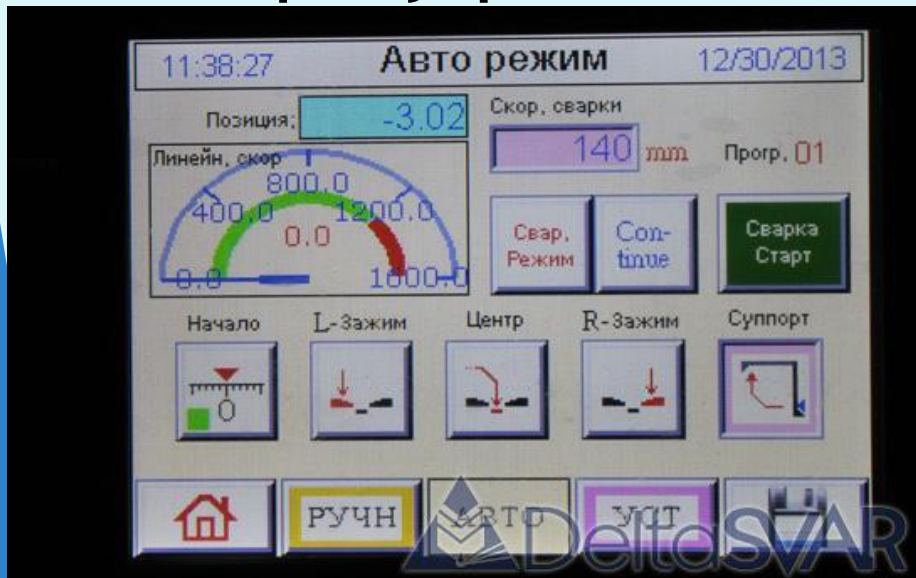 11:38:27 Авто режим 12/30/2013
Позиция: -3.02
Скор, сварки
140 mm
Прогр, 01
Линейн, скор
800.0
400.0 1200.0
0.0
0.0 1600.0
Свар,
Режим
Con-
tinue
Сварка
Старт
Начало L-Зажим Центр R-Зажим Суппорт
0
РУЧН АВТО УСТ
DeltaSVAR